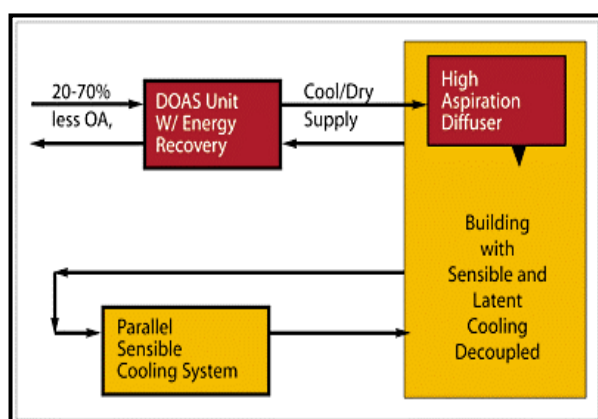 20-70%
less OA,
DOAS Unit
W/ Energy
Recovery
Cool/Dry
Supply
High
Aspiration
Diffuser
Building
with
Sensible and
Latent
Cooling
Decoupled
Parallel
Sensible
Cooling System